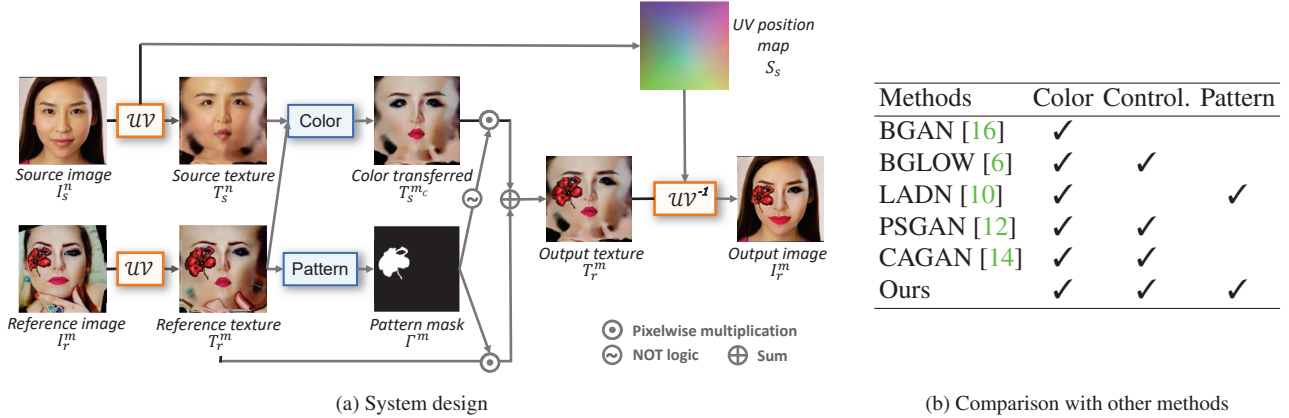 UV position
map
S_s
UV
Color
UV
Pattern
UV⁻¹
Source image
I_s^n
Source texture
T_s^n
Color transferred
T_s^{m_c}
Reference image
I_r^m
Reference texture
T_r^m
Pattern mask
Γ^m
Output texture
T_r^m
Output image
I_r^m
Pixelwise multiplication
NOT logic
Sum
(a) System design
Methods Color Control. Pattern
BGAN [16] ✓
BGLOW [6] ✓ ✓
LADN [10] ✓ ✓
PSGAN [12] ✓ ✓
CAGAN [14] ✓ ✓
Ours ✓ ✓ ✓
(b) Comparison with other methods